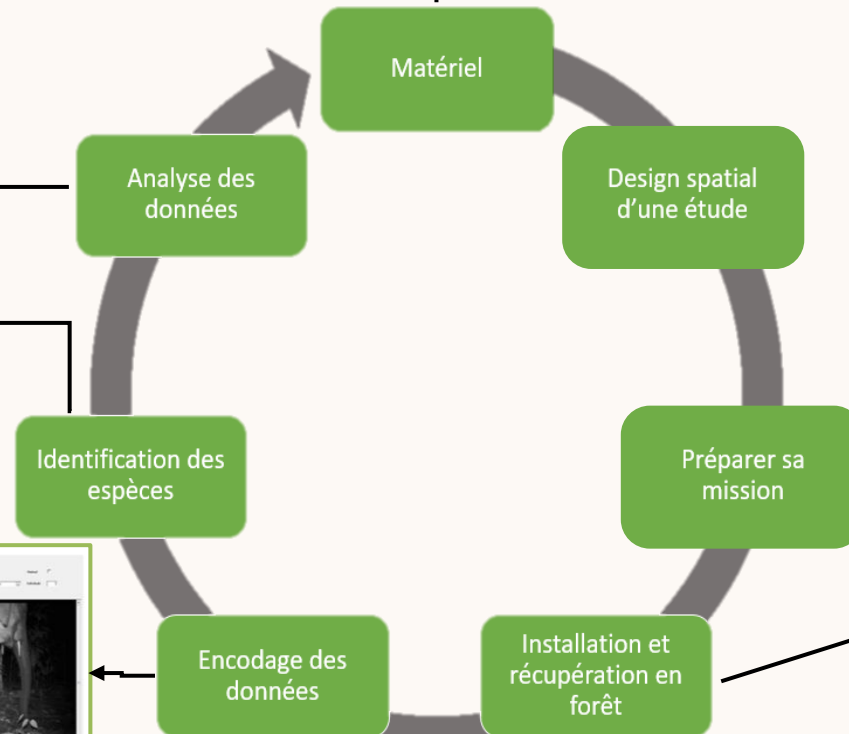 Matériel
Design spatial
d’une étude
Préparer sa
mission
Installation et
récupération en
forêt
Encodage des
données
Identification des
espèces
Analyse des
données